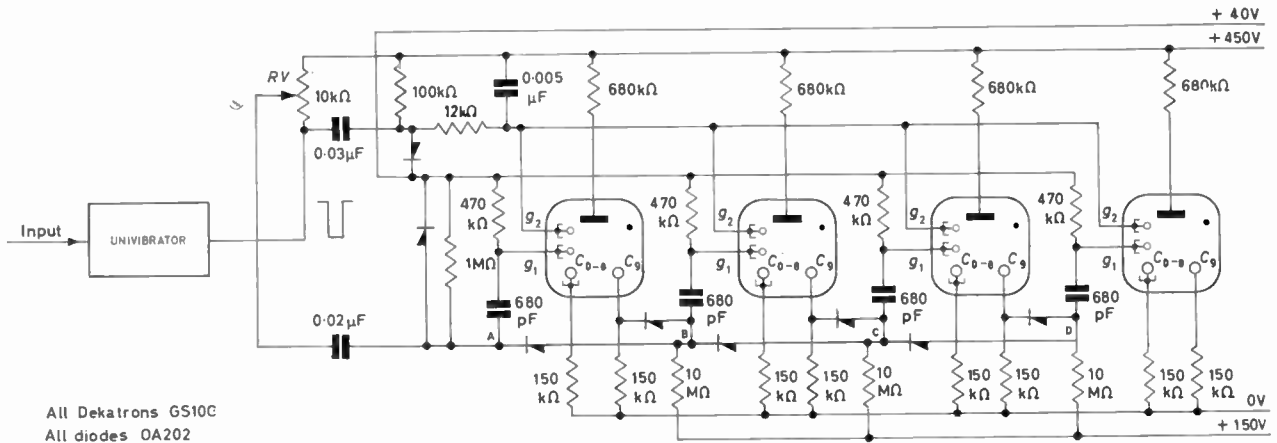 + 40V
+ 450V
RV
10kΩ
100kΩ
12kΩ
0·005
μF
680kΩ
680kΩ
680kΩ
680kΩ
0·03μF
Input
UNIVIBRATOR
1MΩ
470
kΩ
g2
g1
C0-8
C9
470
kΩ
g2
g1
C0-8
C9
470
kΩ
g2
g1
C0-8
C9
470
kΩ
g2
g1
C0-8
C9
680
pF
680
pF
680
pF
680
pF
0·02μF
A
B
C
D
150
kΩ
150
kΩ
10
MΩ
150
kΩ
150
kΩ
10
MΩ
150
kΩ
150
kΩ
10
MΩ
150
kΩ
150
kΩ
0V
+ 150V
All Dekatrons GS10C
All diodes OA202